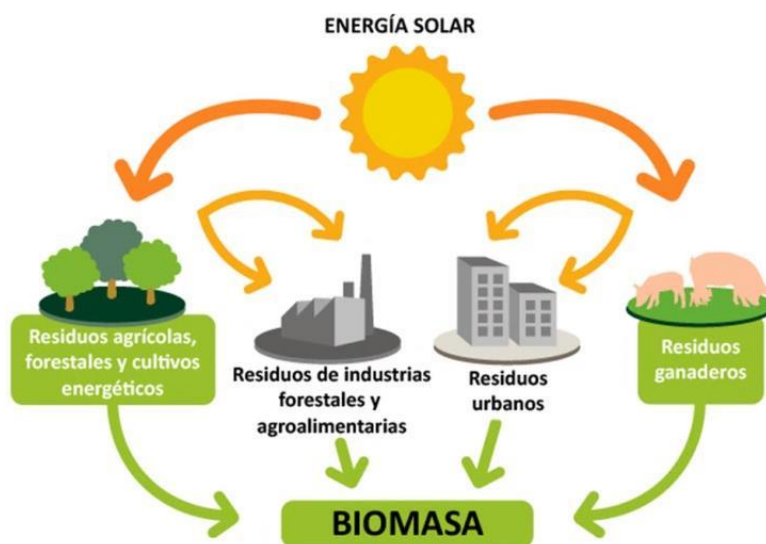 ENERGÍA SOLAR
Residuos agrícolas,
forestales y cultivos
energéticos
Residuos de industrias
forestales y
agroalimentarias
Residuos
urbanos
Residuos
ganaderos
BIOMASA